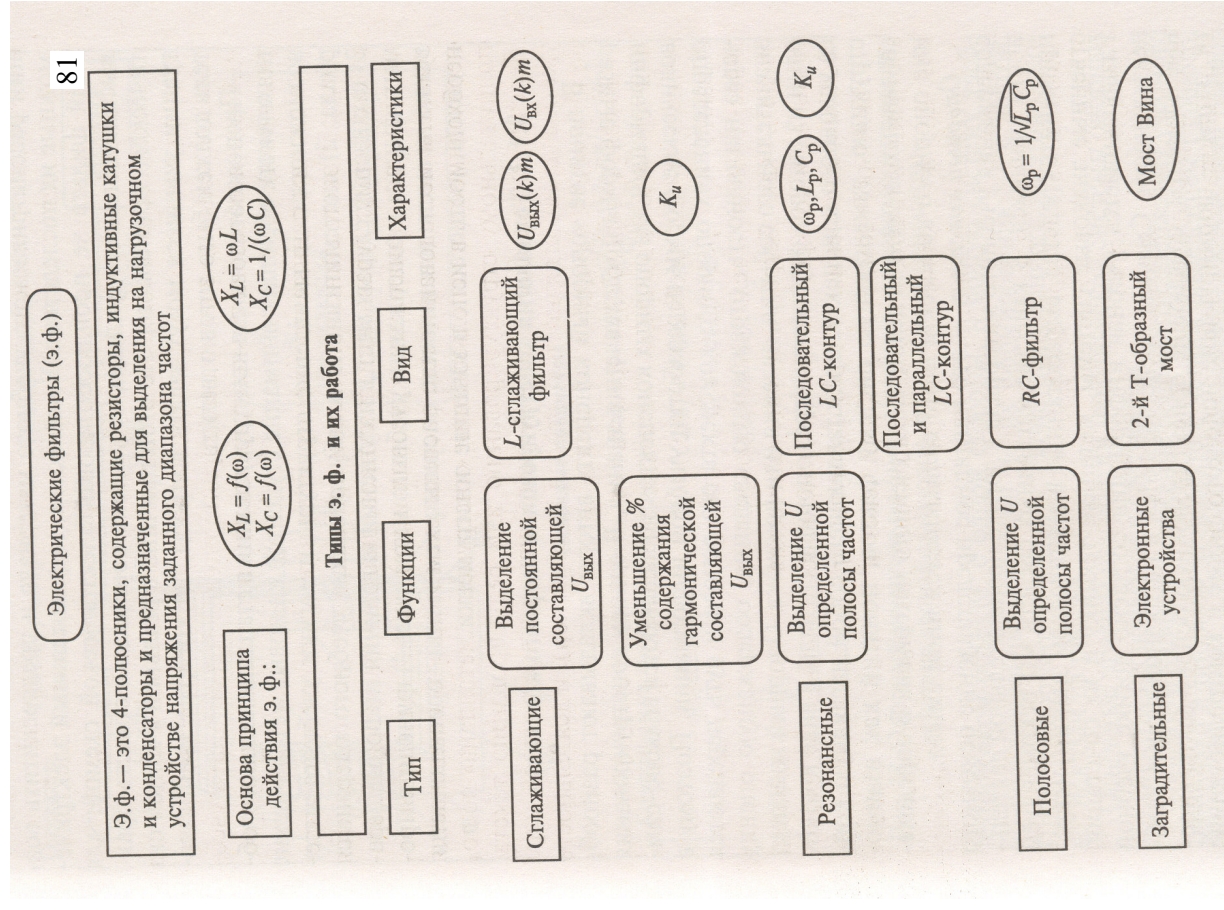 81
Электрические фильтры (э.ф.)
Э.ф. — это 4-полюсники, содержащие резисторы, индуктивные катушки
и конденсаторы и предназначенные для выделения на нагрузочном
устройстве напряжения заданного диапазона частот
Основа принципа
действия э. ф.:
X_L = f(ω)
X_C = f(ω)
X_L = ωL
X_C = 1/(ωC)
Типы э. ф. и их работа
Тип
Функции
Вид
Характеристики
Сглаживающие
Выделение
постоянной
составляющей
U_вых
L-сглаживающий
фильтр
U_вых(k)m
U_вх(k)m
Уменьшение %
содержания
гармонической
составляющей
U_вых
K_u
Резонансные
Выделение U
определенной
полосы частот
Последовательный
LC-контур
ω_р, L_р, C_р
K_u
Последовательный
и параллельный
LC-контур
Полосовые
Выделение U
определенной
полосы частот
RC-фильтр
ω_р = 1/√L_р C_р
Заградительные
Электронные
устройства
2-й Т-образный
мост
Мост Вина